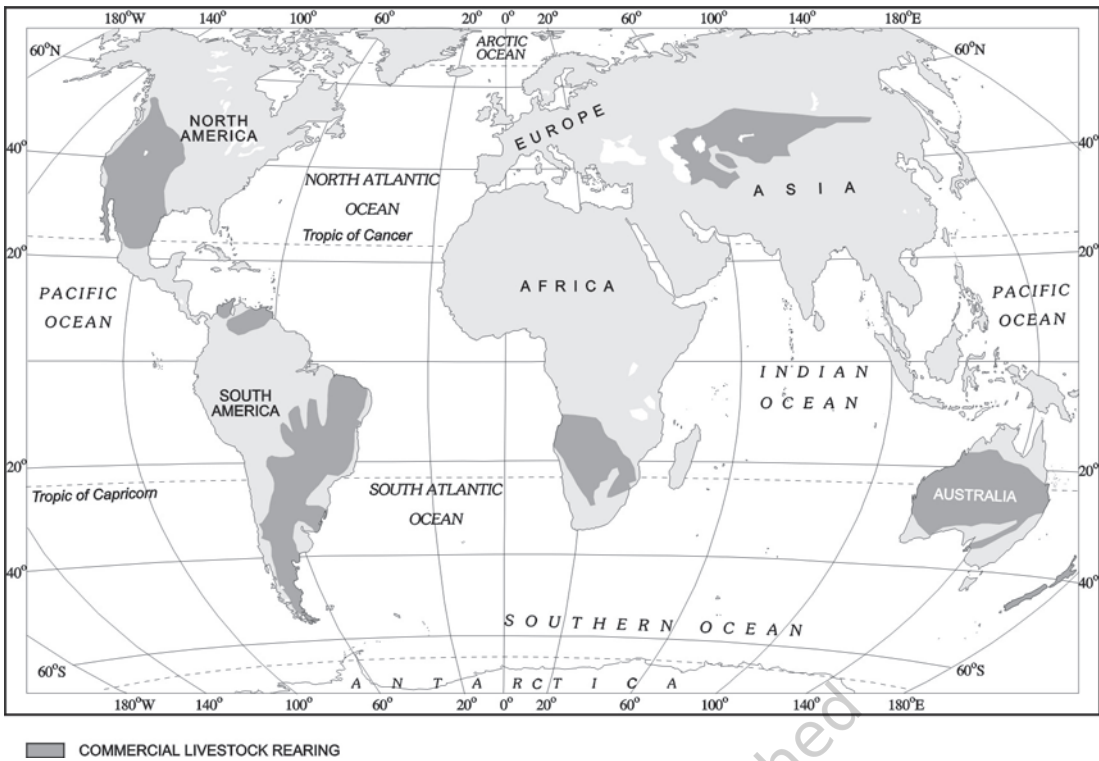 180°W 140° 100° 60° 20° 0° 20° 60° 100° 140° 180°E
60°N
ARCTIC
OCEAN
60°N
NORTH
AMERICA
EUROPE
40°
40°
NORTH ATLANTIC
OCEAN
ASIA
Tropic of Cancer
20°
20°
PACIFIC
OCEAN
AFRICA
PACIFIC
OCEAN
INDIAN
OCEAN
SOUTH
AMERICA
20°
20°
Tropic of Capricorn
SOUTH ATLANTIC
OCEAN
AUSTRALIA
40°
40°
SOUTHERN OCEAN
60°S
60°S
ANTARCTICA
180°W 140° 100° 60° 20° 0° 20° 60° 100° 140° 180°E
COMMERCIAL LIVESTOCK REARING